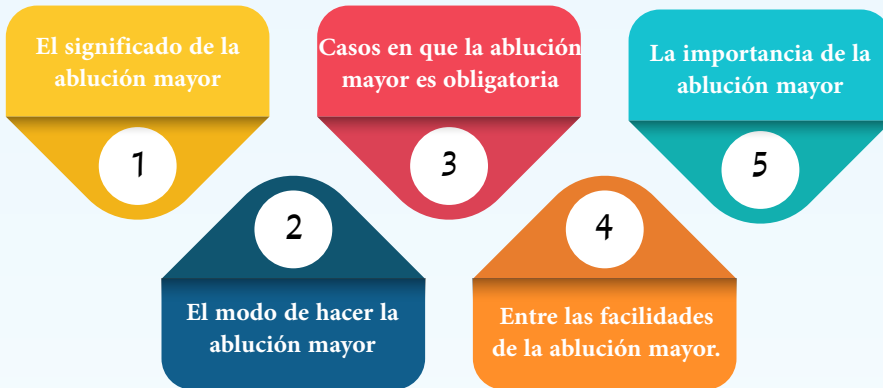 El significado de la
ablución mayor
1
2
El modo de hacer la
ablución mayor
Casos en que la ablución
mayor es obligatoria
3
4
Entre las facilidades
de la ablución mayor.
La importancia de la
ablución mayor
5